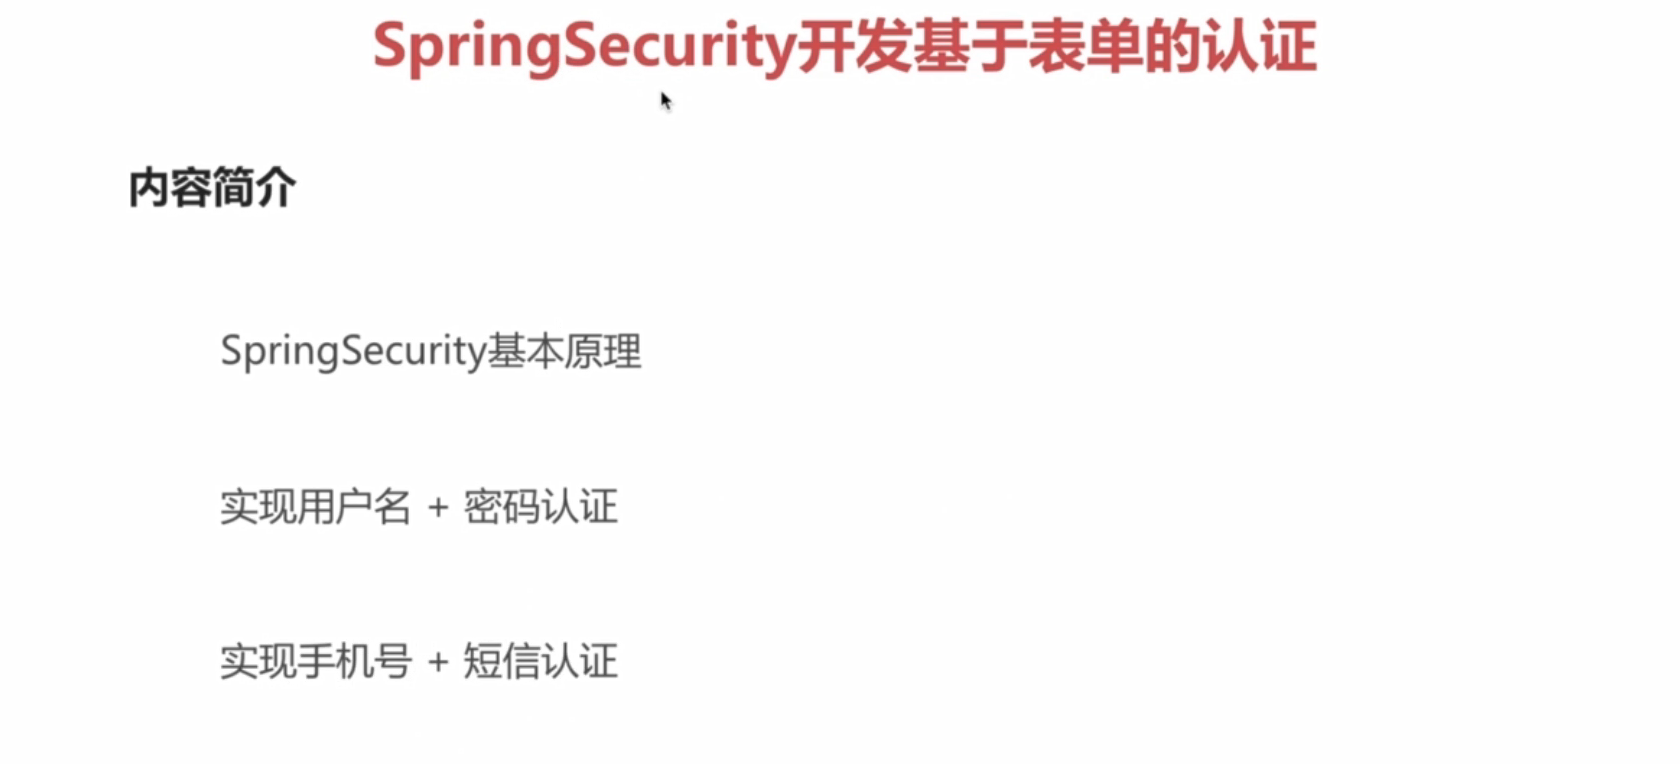 SpringSecurity开发基于表单的认证
内容简介
SpringSecurity基本原理
实现用户名 + 密码认证
实现手机号 + 短信认证